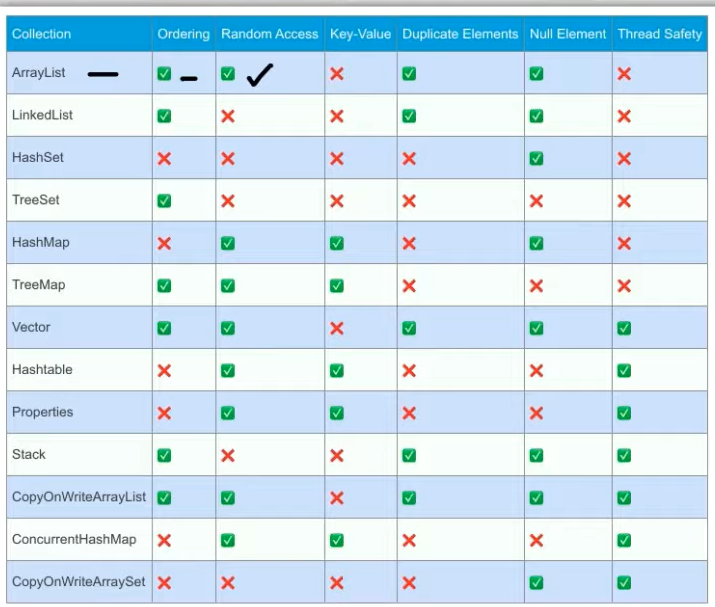 Collection Ordering Random Access Key-Value Duplicate Elements Null Element Thread Safety
ArrayList ✅ ✅ ❌ ✅ ✅ ❌
LinkedList ✅ ❌ ❌ ✅ ✅ ❌
HashSet ❌ ❌ ❌ ❌ ✅ ❌
TreeSet ✅ ❌ ❌ ❌ ❌ ❌
HashMap ❌ ✅ ✅ ❌ ✅ ❌
TreeMap ✅ ✅ ✅ ❌ ❌ ❌
Vector ✅ ✅ ❌ ✅ ✅ ✅
Hashtable ❌ ✅ ✅ ❌ ❌ ✅
Properties ❌ ✅ ✅ ❌ ❌ ✅
Stack ✅ ❌ ❌ ✅ ✅ ✅
CopyOnWriteArrayList ✅ ✅ ❌ ✅ ✅ ✅
ConcurrentHashMap ❌ ✅ ✅ ❌ ❌ ✅
CopyOnWriteArraySet ❌ ❌ ❌ ❌ ✅ ✅